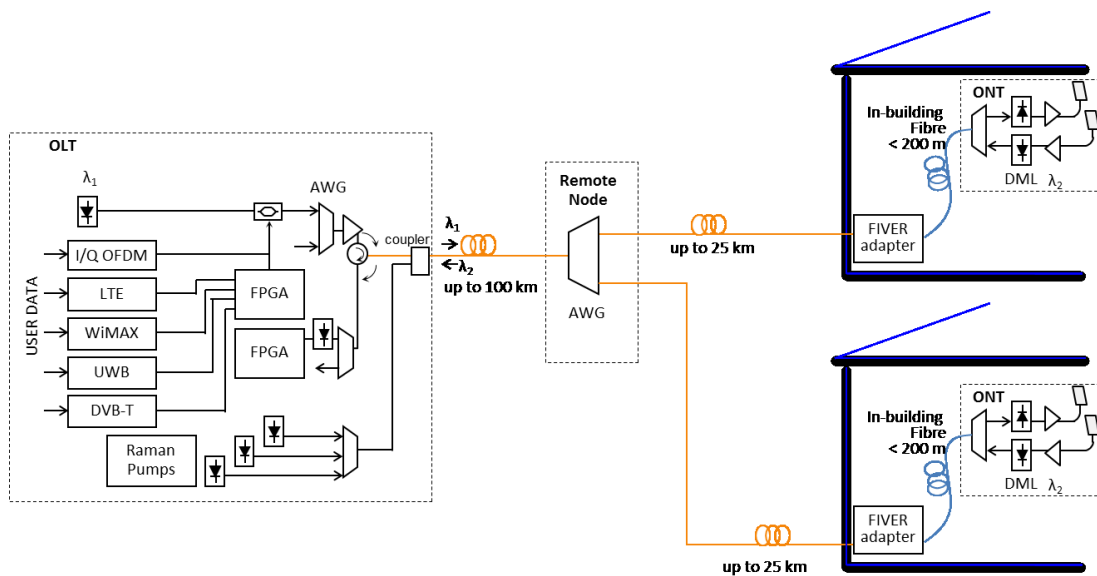 OLT
λ1
AWG
I/Q OFDM
LTE
WiMAX
UWB
DVB-T
USER DATA
FPGA
FPGA
Raman
Pumps
coupler
λ1
λ2
up to 100 km
Remote
Node
AWG
up to 25 km
up to 25 km
In-building
Fibre
< 200 m
ONT
DML λ2
FIVER
adapter
In-building
Fibre
< 200 m
ONT
DML λ2
FIVER
adapter